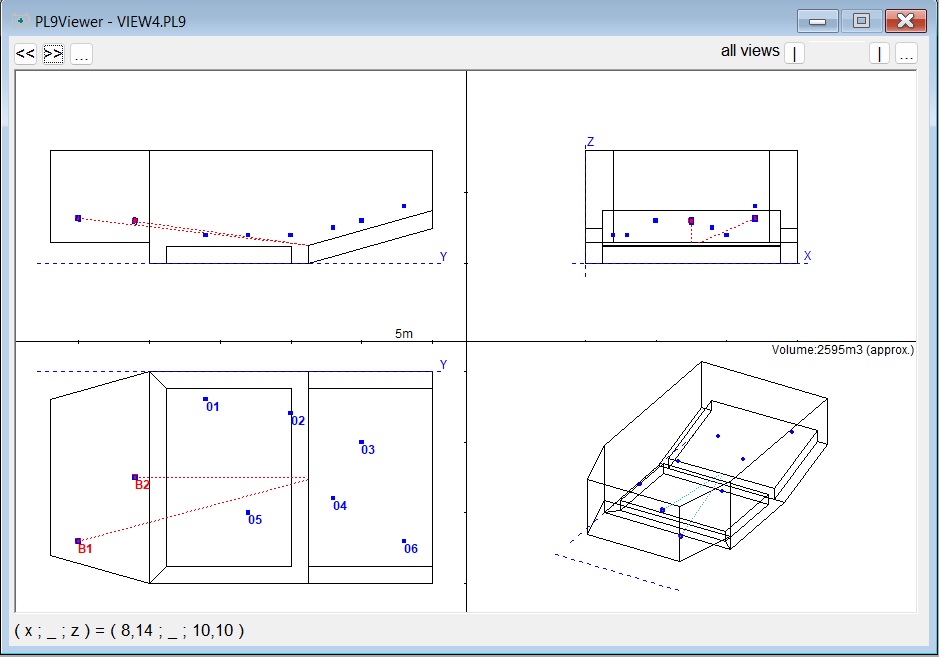 PL9Viewer - VIEW4.PL9
<< >> ... all views | | ...
Z
Y
X
5m
Volume:2595m3 (approx.)
Y
01
02
03
B2
04
05
B1
06
( x ; _ ; z ) = ( 8,14 ; _ ; 10,10 )